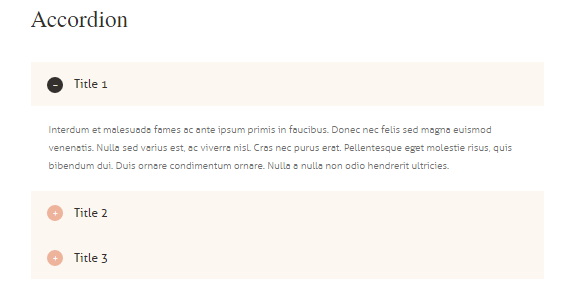 Accordion
Title 1
Interdum et malesuada fames ac ante ipsum primis in faucibus. Donec nec felis sed magna euismod
venenatis. Nulla sed varius est, ac viverra nisl. Cras nec purus erat. Pellentesque eget molestie risus, quis
bibendum dui. Duis ornare condimentum ornare. Nulla a nulla non odio hendrerit ultricies.
Title 2
Title 3